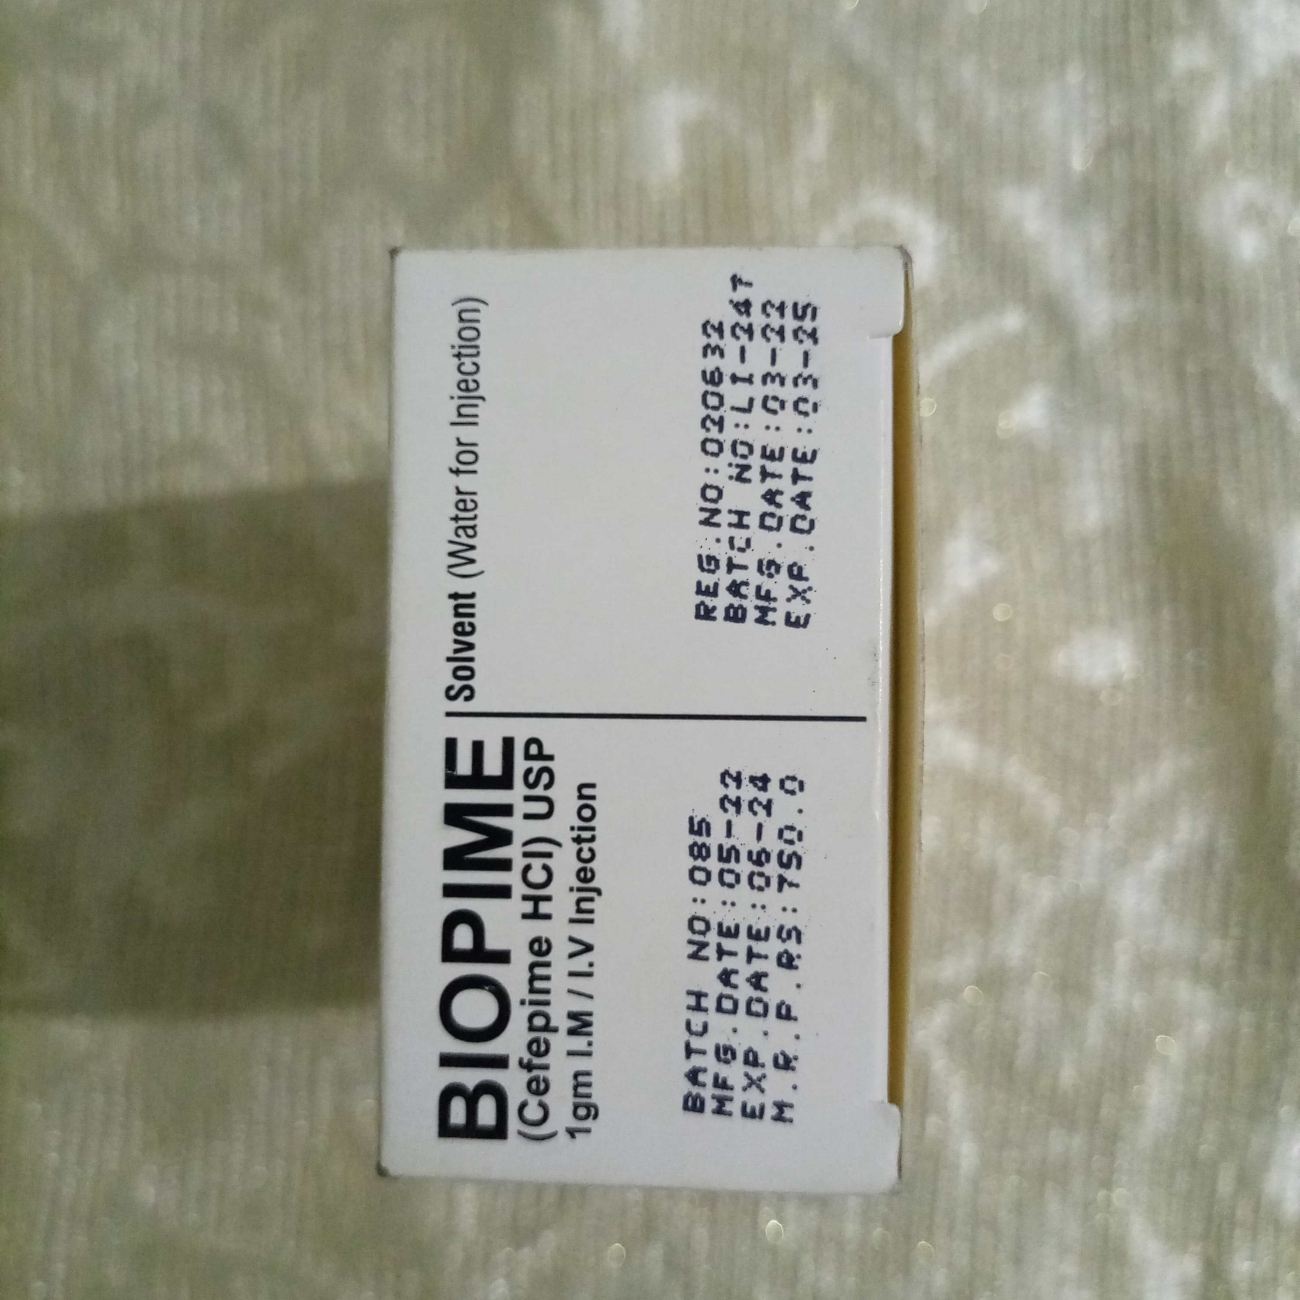 BIOPIME
(Cefepime HCl) USP
1gm I.M / I.V Injection
BATCH NO:085
MFG.DATE:05-22
EXP.DATE:06-24
M.R.P.RS:750.0
Solvent (Water for Injection)
REG.NO:020632
BATCH NO:LI-247
MFG.DATE:03-22
EXP.DATE:03-25